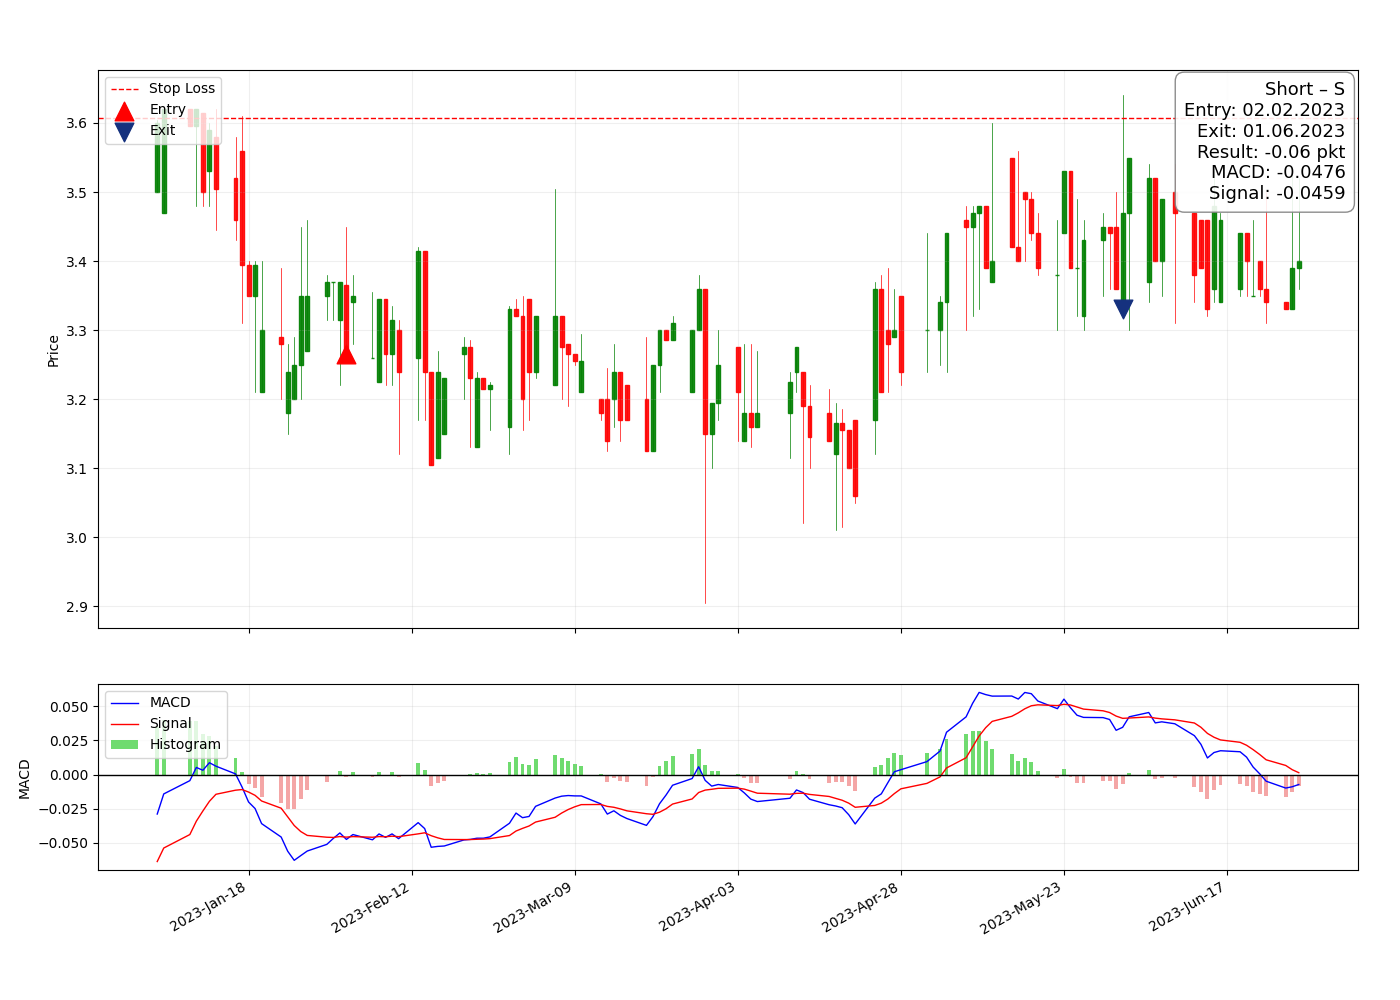 Stop Loss
Entry
Exit
Short – S
Entry: 02.02.2023
Exit: 01.06.2023
Result: -0.06 pkt
MACD: -0.0476
Signal: -0.0459
Price
3.6
3.5
3.4
3.3
3.2
3.1
3.0
2.9
MACD
Signal
Histogram
MACD
0.050
0.025
0.000
−0.025
−0.050
2023-Jan-18
2023-Feb-12
2023-Mar-09
2023-Apr-03
2023-Apr-28
2023-May-23
2023-Jun-17